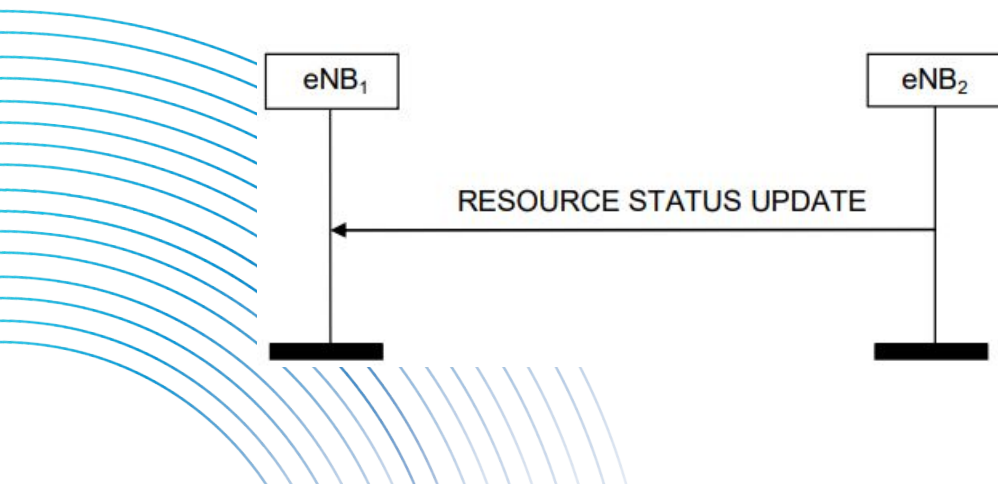 eNB₁
eNB₂
RESOURCE STATUS UPDATE